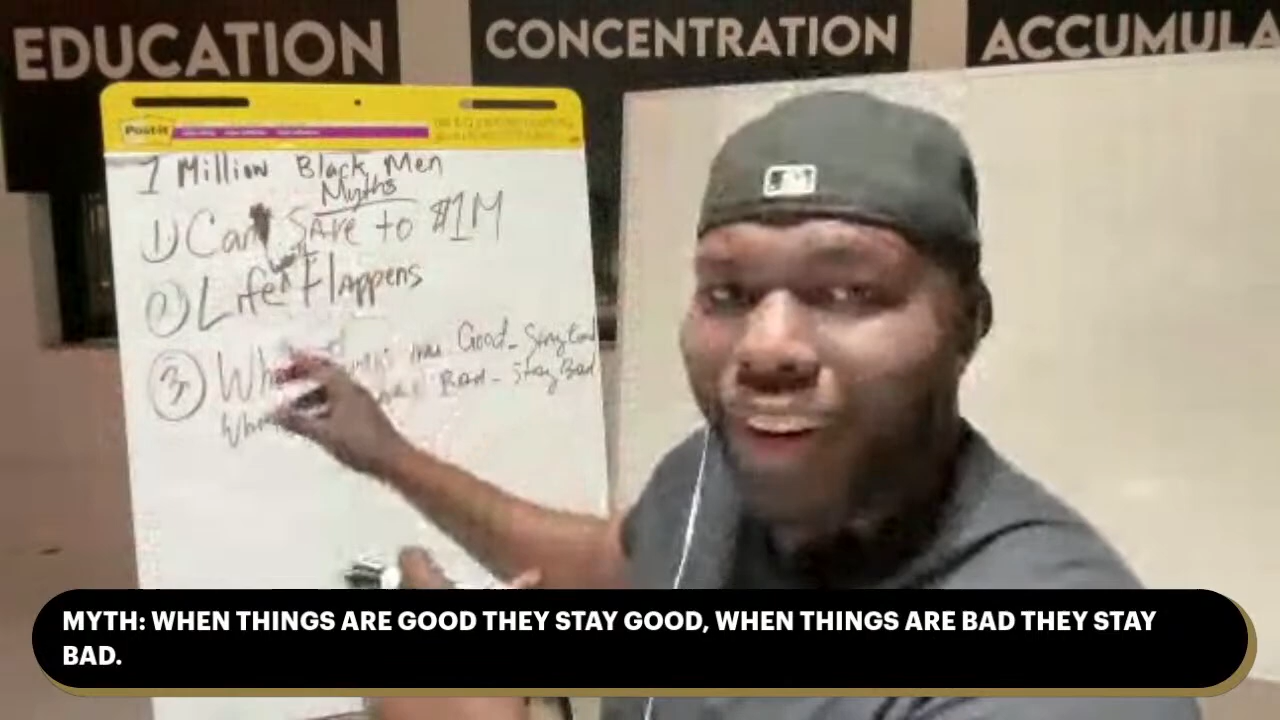 EDUCATION
CONCENTRATION
ACCUMULA
Post-it
1 Million Black Men
Myths
1) Can Save to $1M
2) Life Happens
3) Good - Stay Good
Bad - Stay Bad
MYTH: WHEN THINGS ARE GOOD THEY STAY GOOD, WHEN THINGS ARE BAD THEY STAY
BAD.